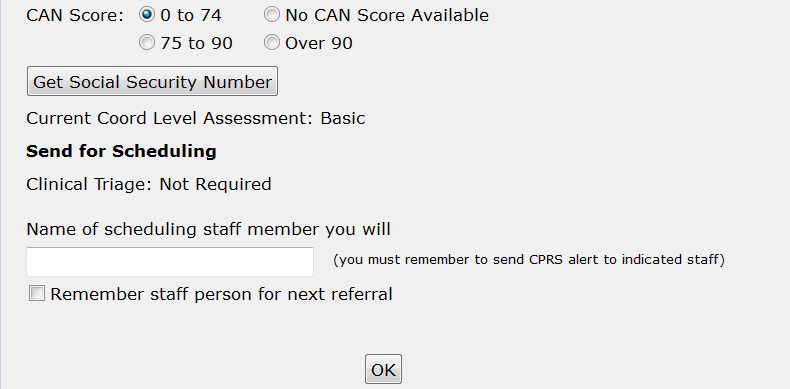 CAN Score: 0 to 74 No CAN Score Available
75 to 90 Over 90
Get Social Security Number
Current Coord Level Assessment: Basic
Send for Scheduling
Clinical Triage: Not Required
Name of scheduling staff member you will
(you must remember to send CPRS alert to indicated staff)
Remember staff person for next referral
OK